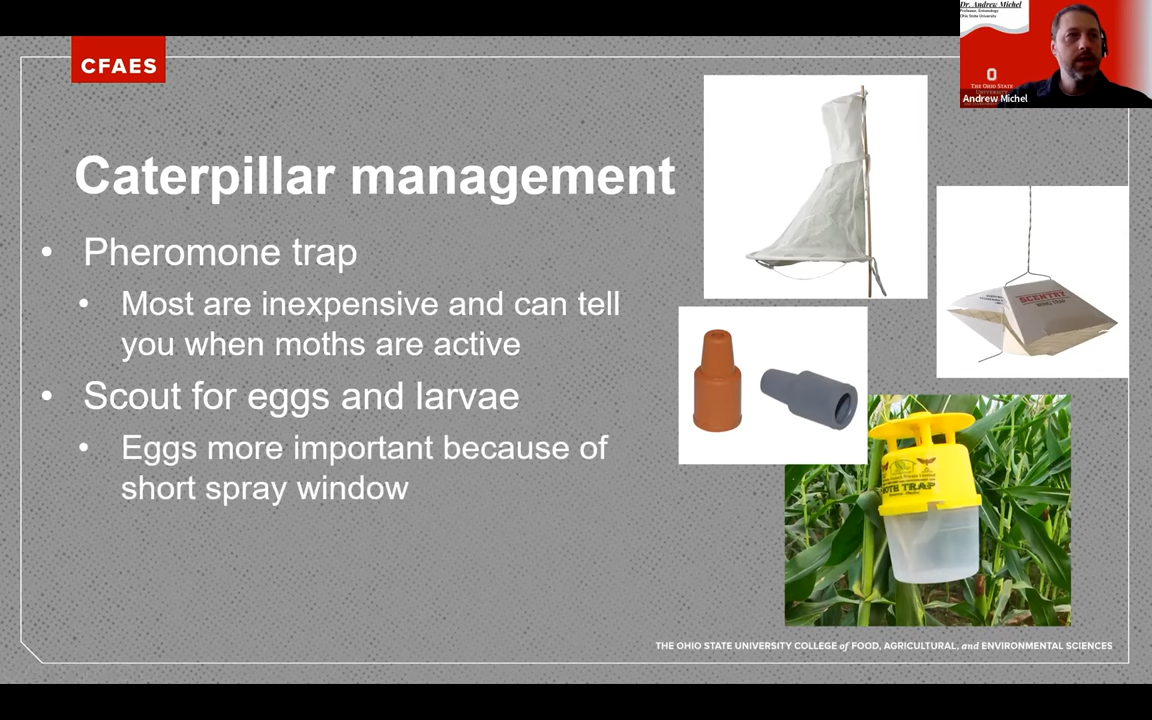 Dr. Andrew Michel
Professor, Entomology
Ohio State University
THE OHIO STATE
UNIVERSITY
Andrew Michel
CFAES
Caterpillar management
• Pheromone trap
• Most are inexpensive and can tell
you when moths are active
• Scout for eggs and larvae
• Eggs more important because of
short spray window
SCENTRY
WING TRAP
TRAP
THE OHIO STATE UNIVERSITY COLLEGE of FOOD, AGRICULTURAL, and ENVIRONMENTAL SCIENCES